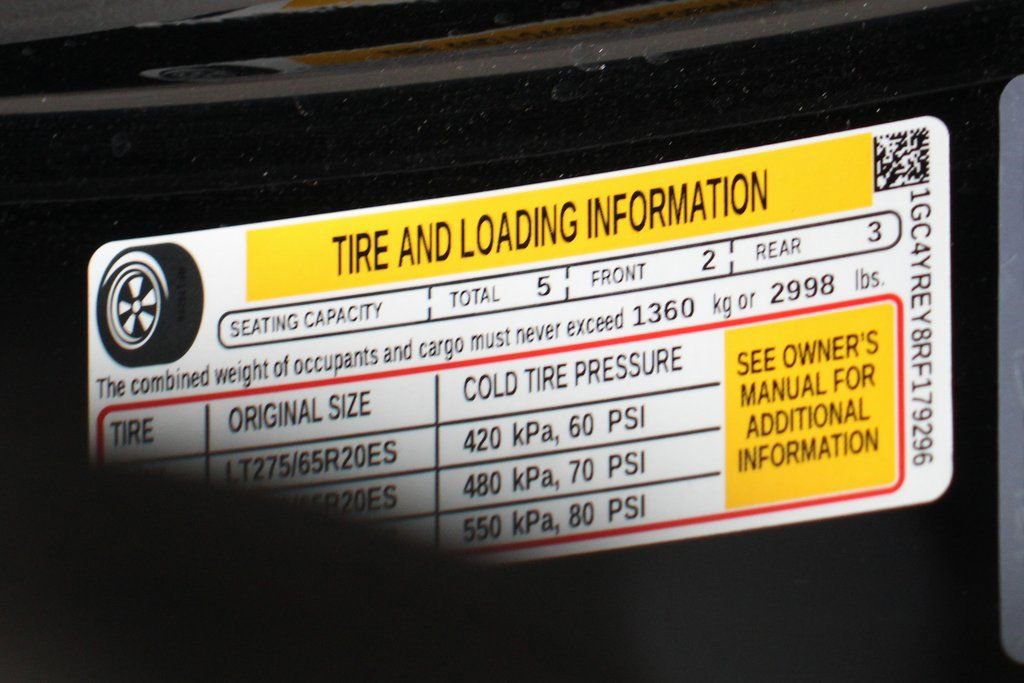 TIRE AND LOADING INFORMATION
SEATING CAPACITY TOTAL 5 FRONT 2 REAR 3
The combined weight of occupants and cargo must never exceed 1360 kg or 2998 lbs.
TIRE ORIGINAL SIZE COLD TIRE PRESSURE
LT275/65R20ES 420 kPa, 60 PSI
R20ES 480 kPa, 70 PSI
550 kPa, 80 PSI
SEE OWNER'S
MANUAL FOR
ADDITIONAL
INFORMATION
1GC4YREY8RF179296